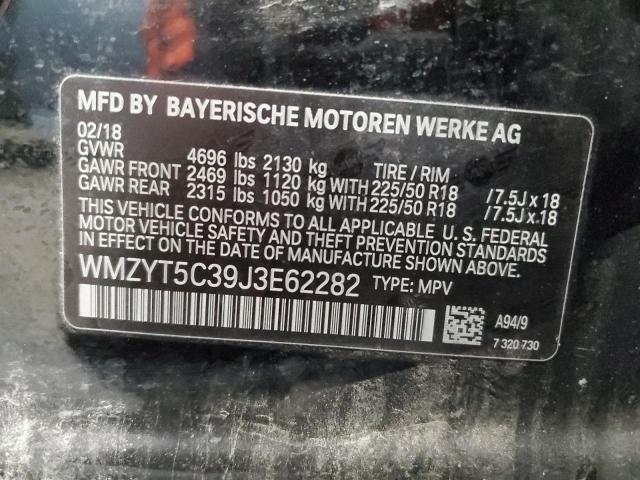 MFD BY BAYERISCHE MOTOREN WERKE AG
02/18
GVWR 4696 lbs 2130 kg TIRE / RIM
GAWR FRONT 2469 lbs 1120 kg WITH 225/50 R18 /7.5J x 18
GAWR REAR 2315 lbs 1050 kg WITH 225/50 R18 /7.5J x 18
THIS VEHICLE CONFORMS TO ALL APPLICABLE U.S. FEDERAL
MOTOR VEHICLE SAFETY AND THEFT PREVENTION STANDARDS
IN EFFECT ON THE DATE OF MANUFACTURE SHOWN ABOVE.
WMZYT5C39J3E62282 TYPE: MPV
A94/9
7 320 730